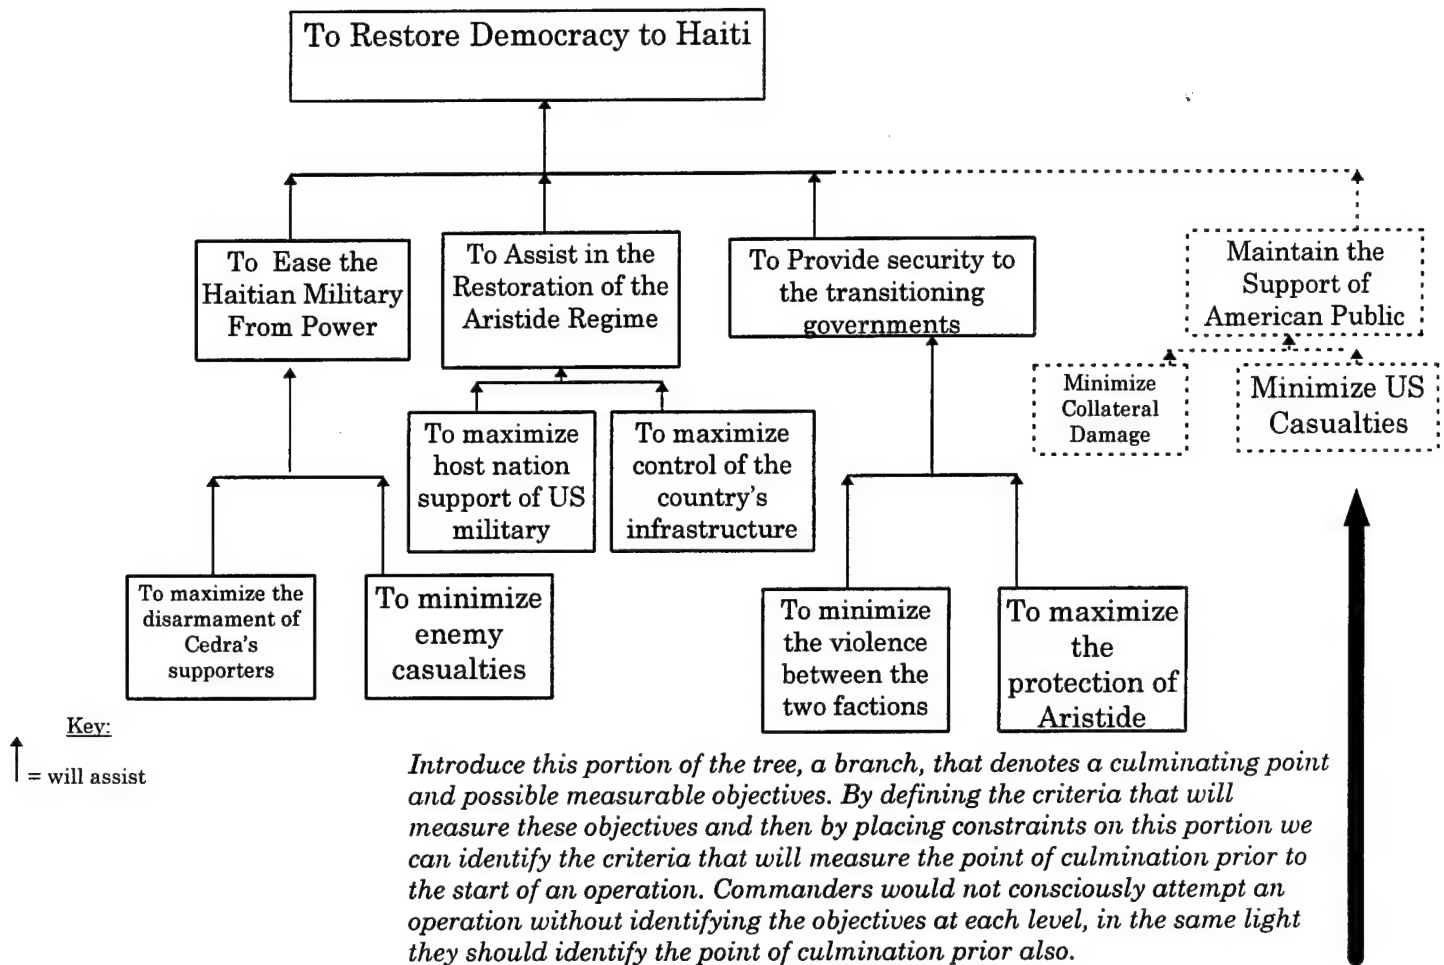 To Restore Democracy to Haiti
To Ease the
Haitian Military
From Power
To Assist in the
Restoration of the
Aristide Regime
To Provide security to
the transitioning
governments
Maintain the
Support of
American Public
Minimize
Collateral
Damage
Minimize US
Casualties
To maximize
host nation
support of US
military
To maximize
control of the
country's
infrastructure
To maximize the
disarmament of
Cedra's
supporters
To minimize
enemy
casualties
To minimize
the violence
between the
two factions
To maximize
the
protection of
Aristide
Key:
= will assist
Introduce this portion of the tree, a branch, that denotes a culminating point
and possible measurable objectives. By defining the criteria that will
measure these objectives and then by placing constraints on this portion we
can identify the criteria that will measure the point of culmination prior to
the start of an operation. Commanders would not consciously attempt an
operation without identifying the objectives at each level, in the same light
they should identify the point of culmination prior also.